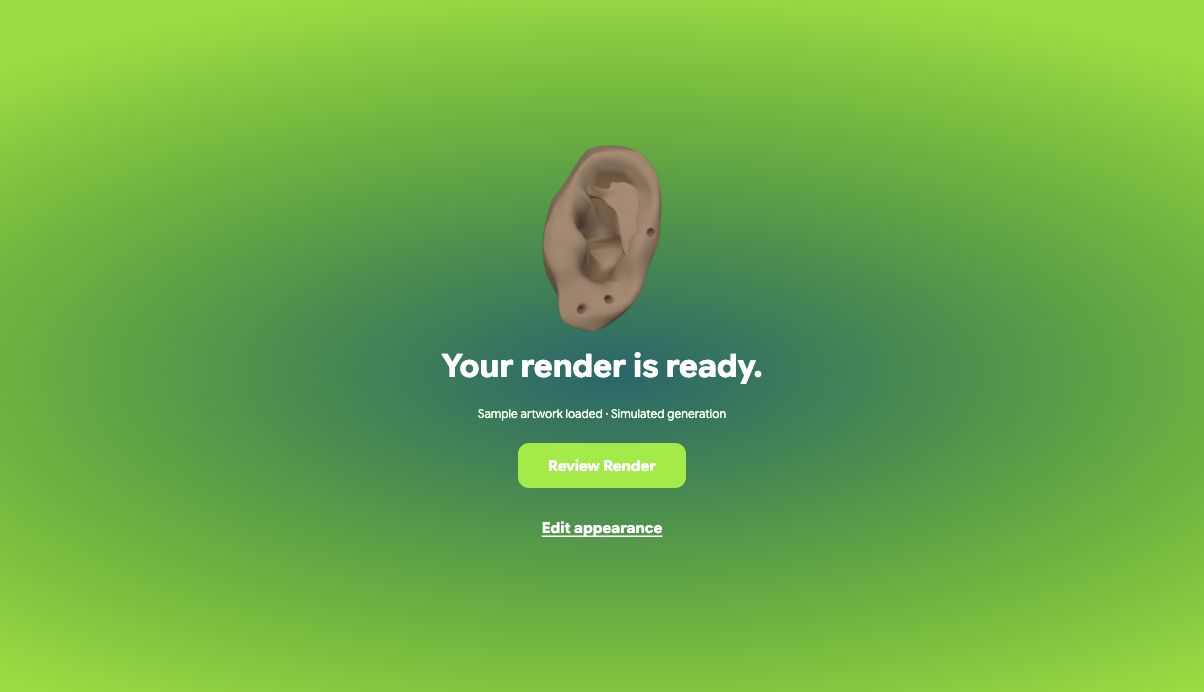 Your render is ready.
Sample artwork loaded · Simulated generation
Review Render
Edit appearance